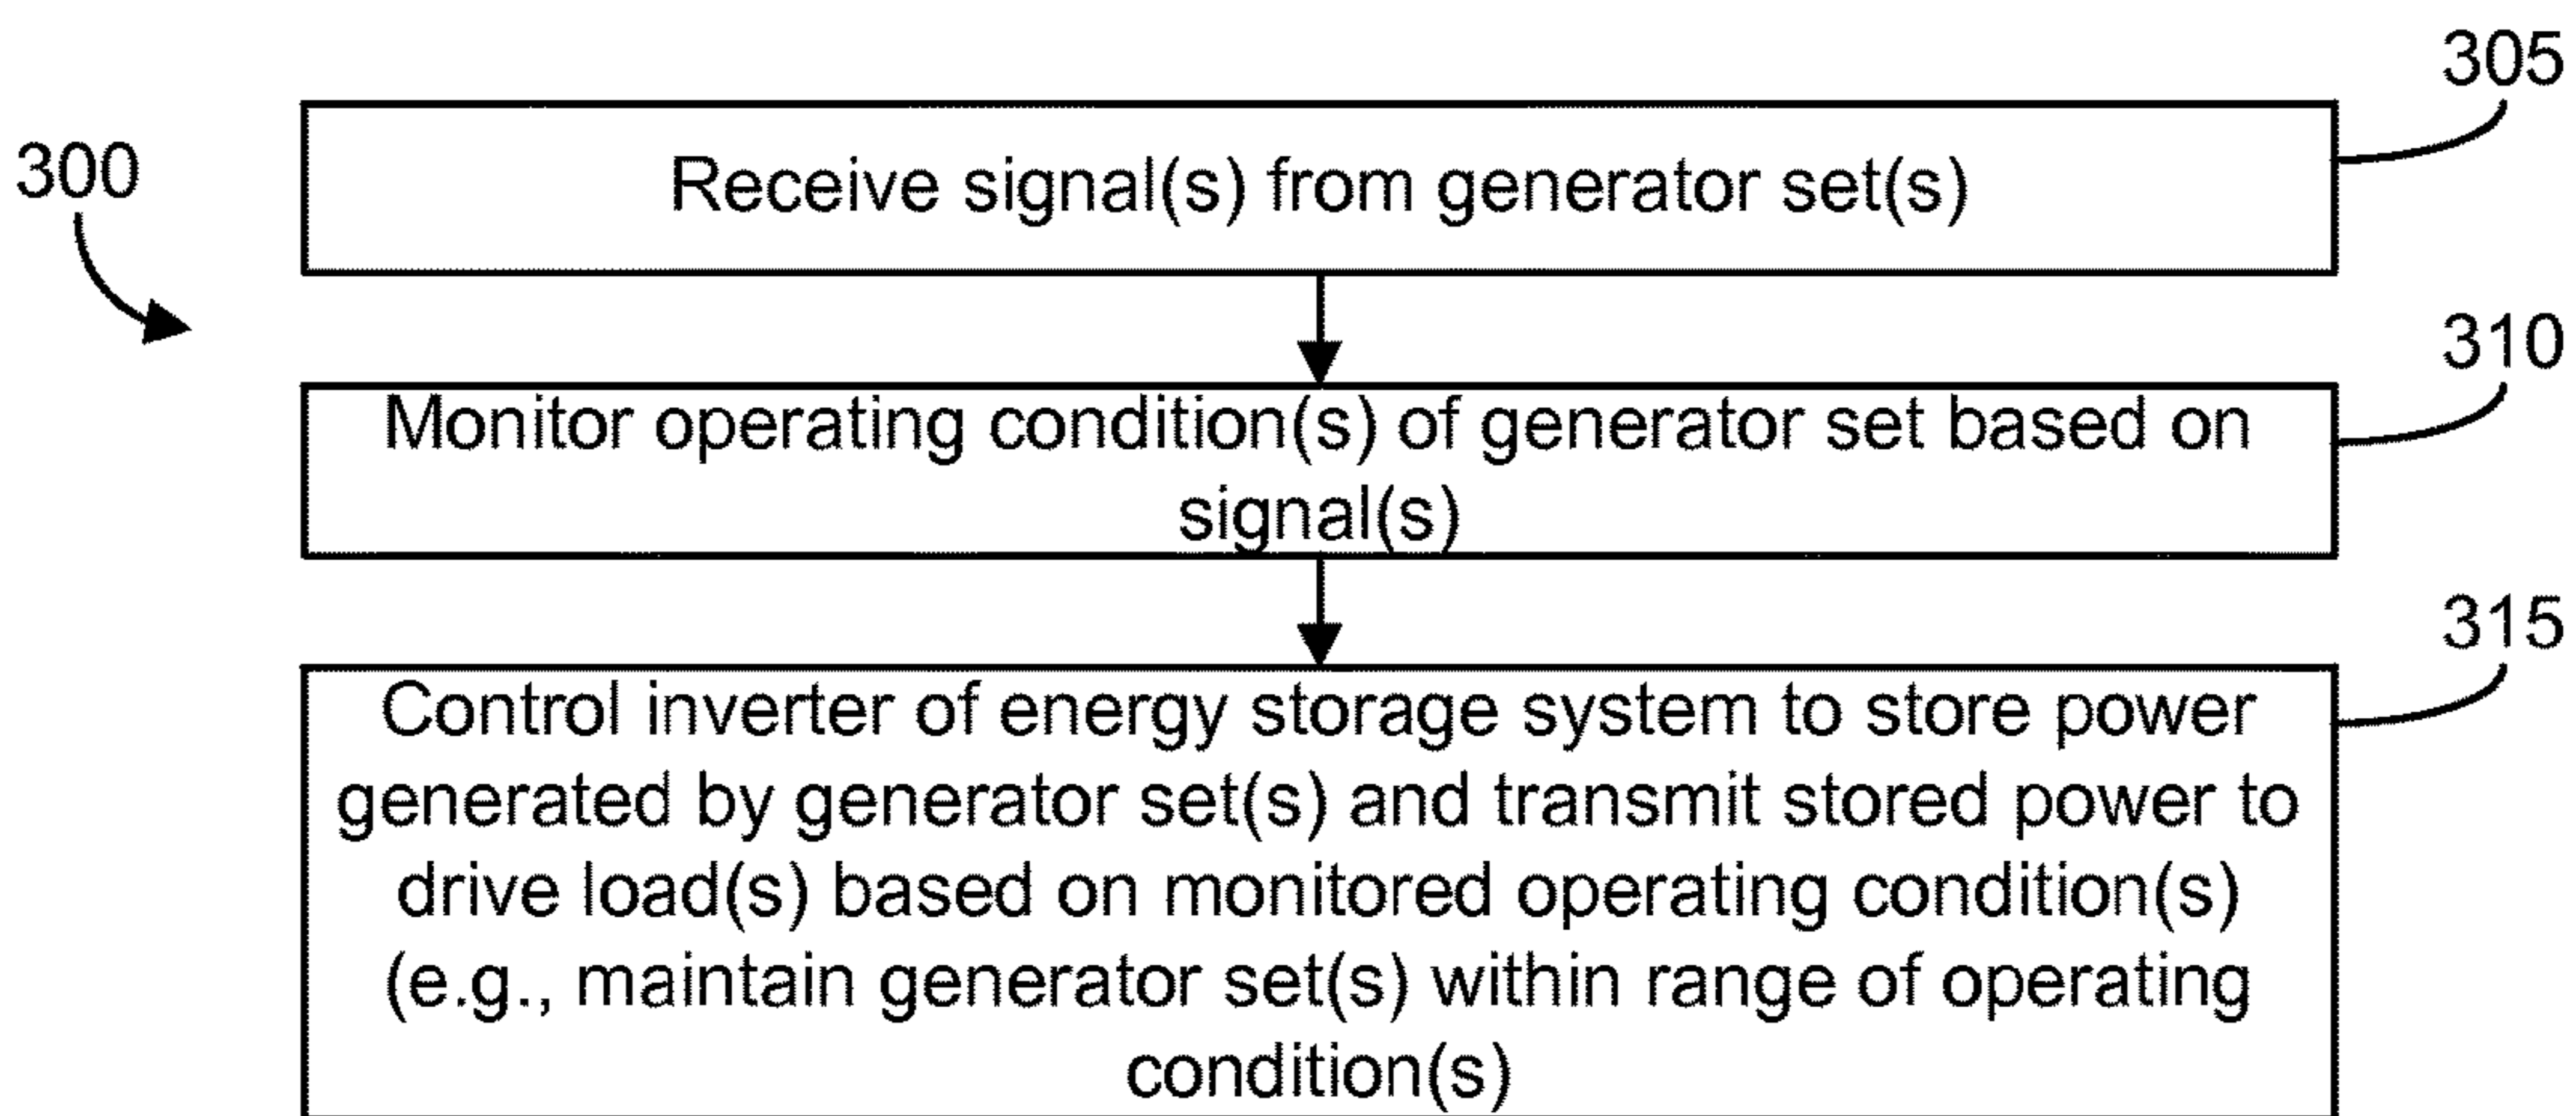 305
300
Receive signal(s) from generator set(s)
310
Monitor operating condition(s) of generator set based on
signal(s)
315
Control inverter of energy storage system to store power
generated by generator set(s) and transmit stored power to
drive load(s) based on monitored operating condition(s)
(e.g., maintain generator set(s) within range of operating
condition(s)